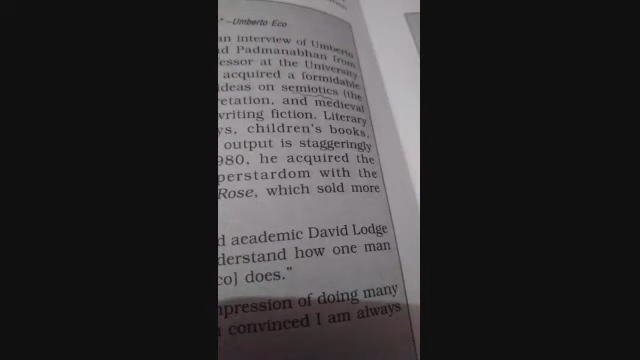 ." –Umberto Eco
an interview of Umberto
Padmanabhan from
essor at the University
acquired a formidable
ideas on semiotics (the
retation, and medieval
writing fiction. Literary
ys, children's books,
output is staggeringly
980, he acquired the
perstardom with the
Rose, which sold more
d academic David Lodge
derstand how one man
co] does."
mpression of doing many
convinced I am always